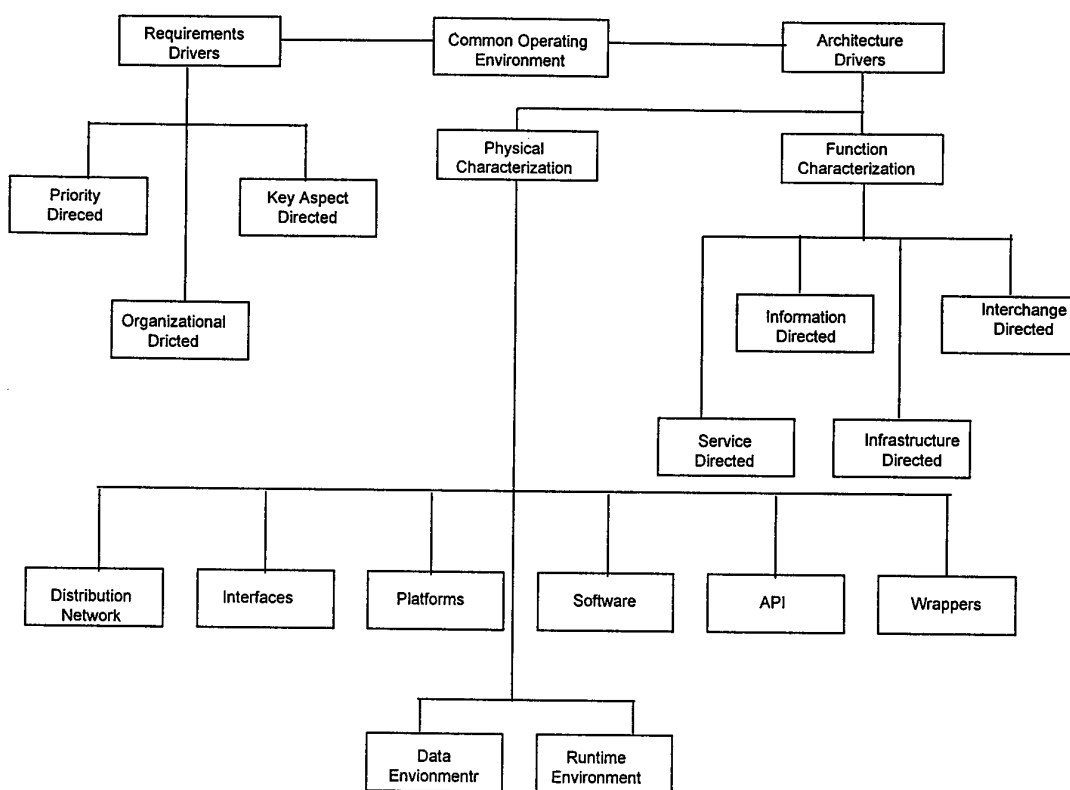 Requirements
Drivers
Common Operating
Environment
Architecture
Drivers
Physical
Characterization
Function
Characterization
Priority
Direced
Key Aspect
Directed
Organizational
Dricted
Information
Directed
Interchange
Directed
Service
Directed
Infrastructure
Directed
Distribution
Network
Interfaces
Platforms
Software
API
Wrappers
Data
Envionmentr
Runtime
Environment